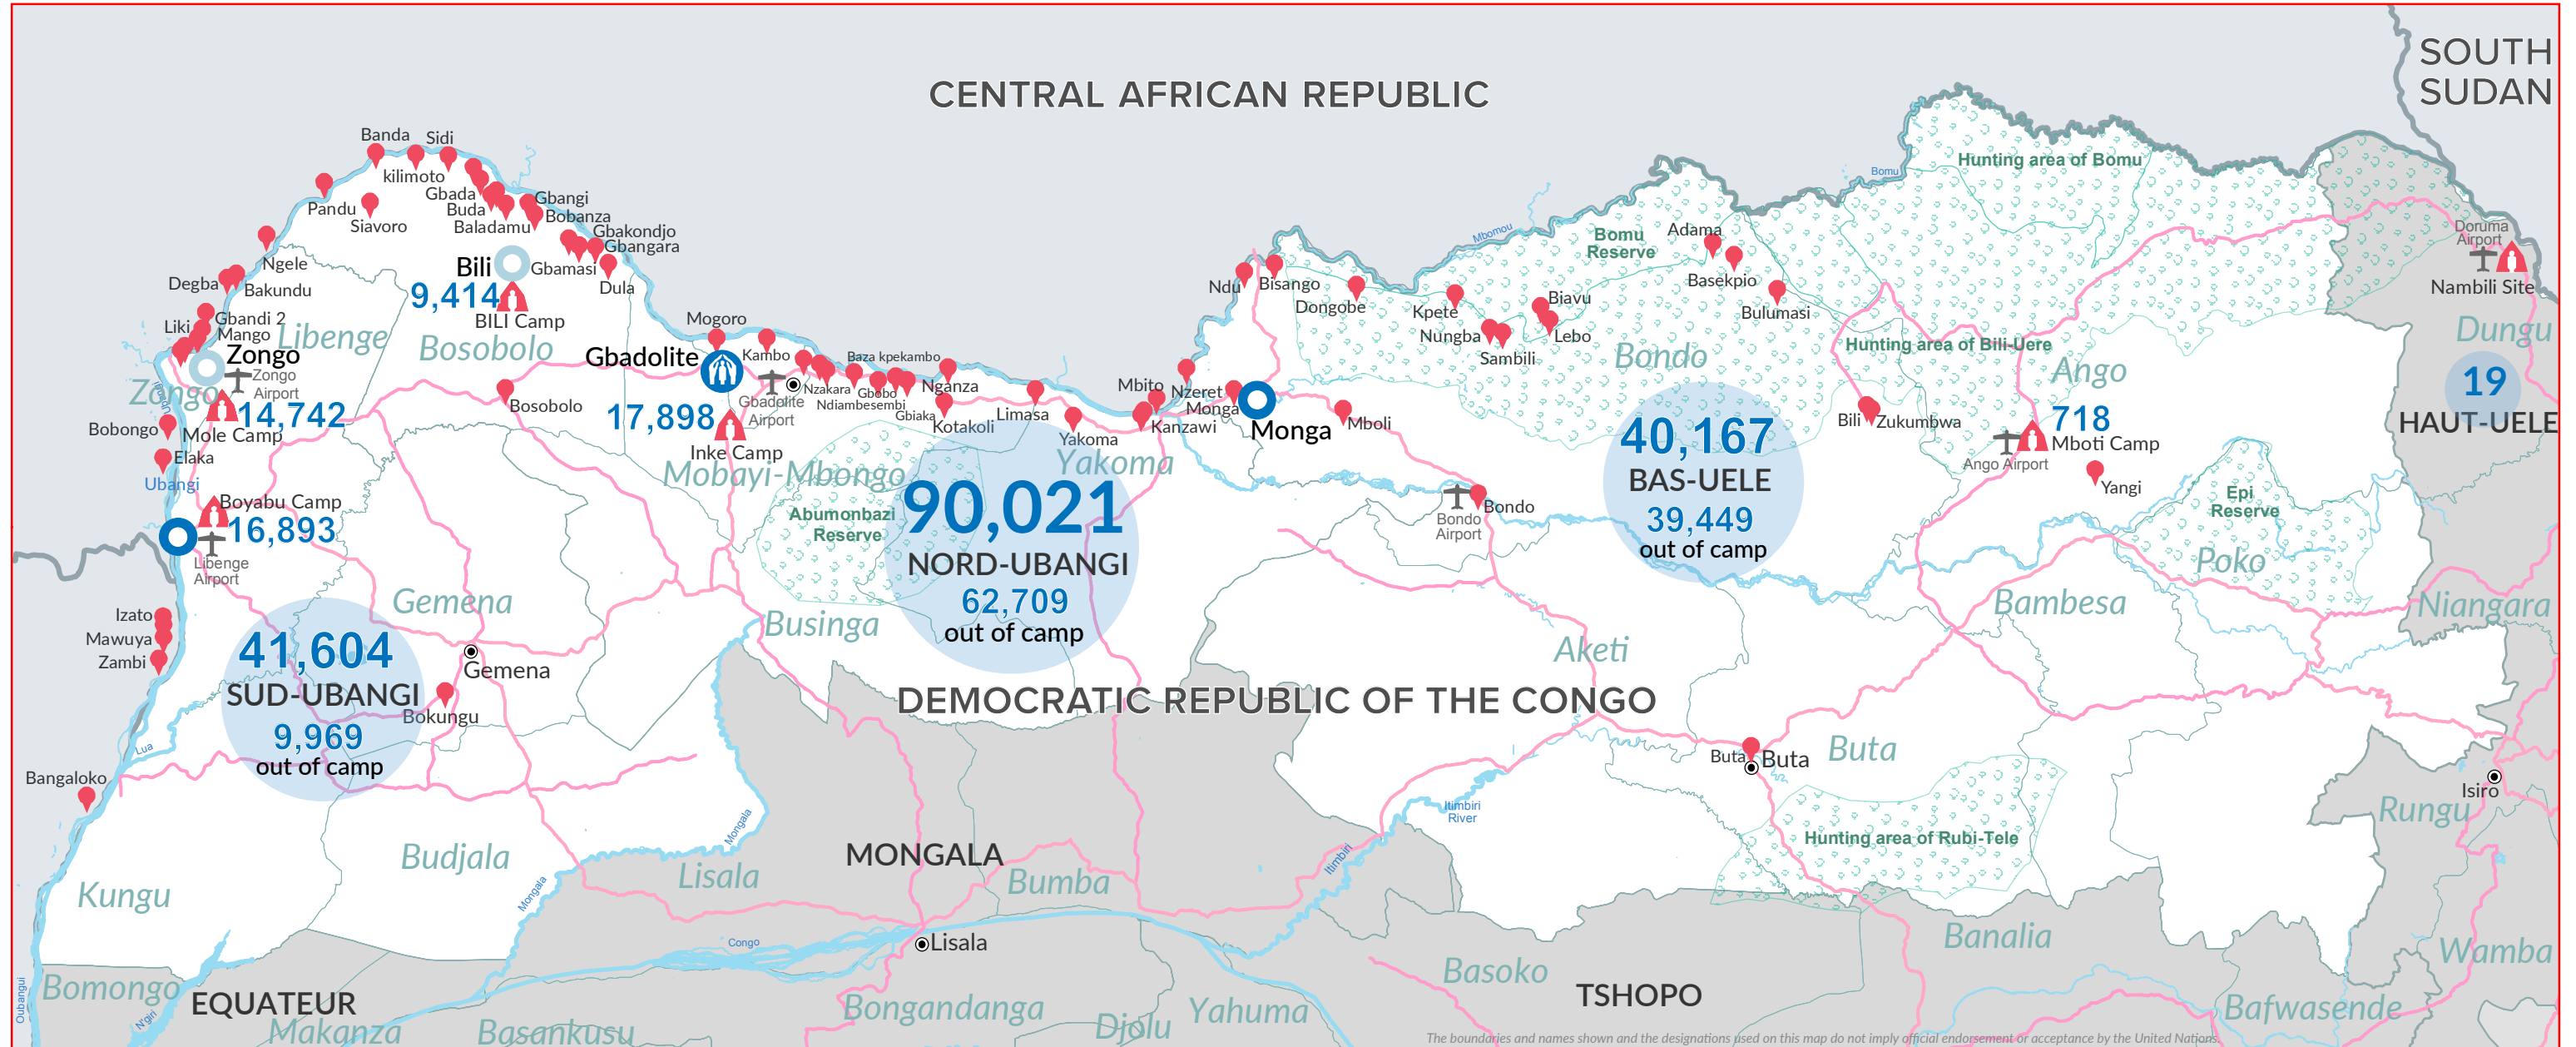 SOUTH
SUDAN
CENTRAL AFRICAN REPUBLIC
Banda
Sidi
kilimoto
Gbada
Buda
Baladamu
Gbangi
Bobanza
Gbakondjo
Gbangara
Gbamasi
Dula
Pandu
Siavoro
Ngele
Degba
Bakundu
Gbandi 2
Liki
Mango
Libenge
Zongo
Zongo
Airport
Zongo
14,742
Mole Camp
Bili
9,414
BILI Camp
Bosobolo
Bosobolo
Bobongo
Elaka
Ubangi
Boyabu Camp
16,893
Libenge
Airport
Izato
Mawuya
Zambi
Bangaloko
Lua
Gemena
Gemena
Bokungu
41,604
SUD-UBANGI
9,969
out of camp
Kungu
Budjala
Mogoro
Gbadolite
Kambo
17,898
Inke Camp
Gbadolite
Airport
Nzakara
Ndiambesembi
Baza kpekambo
Gbobo
Gbiaka
Nganza
Kotakoli
Limasa
Yakoma
Yakoma
Mobayi-Mbongo
Abumonbazi
Reserve
90,021
NORD-UBANGI
62,709
out of camp
Businga
Mbito
Nzeret
Monga
Kanzawi
Monga
Ndu
Bisango
Dongobe
Kpete
Nungba
Sambili
Biavu
Lebo
Mboli
Mbomou
Bomu
Reserve
Adama
Basekpio
Bulumasi
Bondo
Bomu
Hunting area of Bomu
Hunting area of Bili-Uere
Ango
Bili
Zukumbwa
718
Mboti Camp
Ango Airport
Yangi
Doruma
Airport
Nambili Site
Dungu
19
HAUT-UELE
40,167
BAS-UELE
39,449
out of camp
Bondo
Bondo
Airport
Epi
Reserve
Poko
Bambesa
Niangara
Aketi
DEMOCRATIC REPUBLIC OF THE CONGO
Buta
Buta
Buta
Hunting area of Rubi-Tele
Isiro
Rungu
Itimbiri
River
Itimbiri
Mongala
Mongala
MONGALA
Lisala
Bumba
Congo
Lisala
Banalia
Wamba
Basoko
TSHOPO
Bomongo
EQUATEUR
Makanza
Basankusu
Bongandanga
Djolu
Yahuma
Bafwasende
Oubangui
N'giri
The boundaries and names shown and the designations used on this map do not imply official endorsement or acceptance by the United Nations.